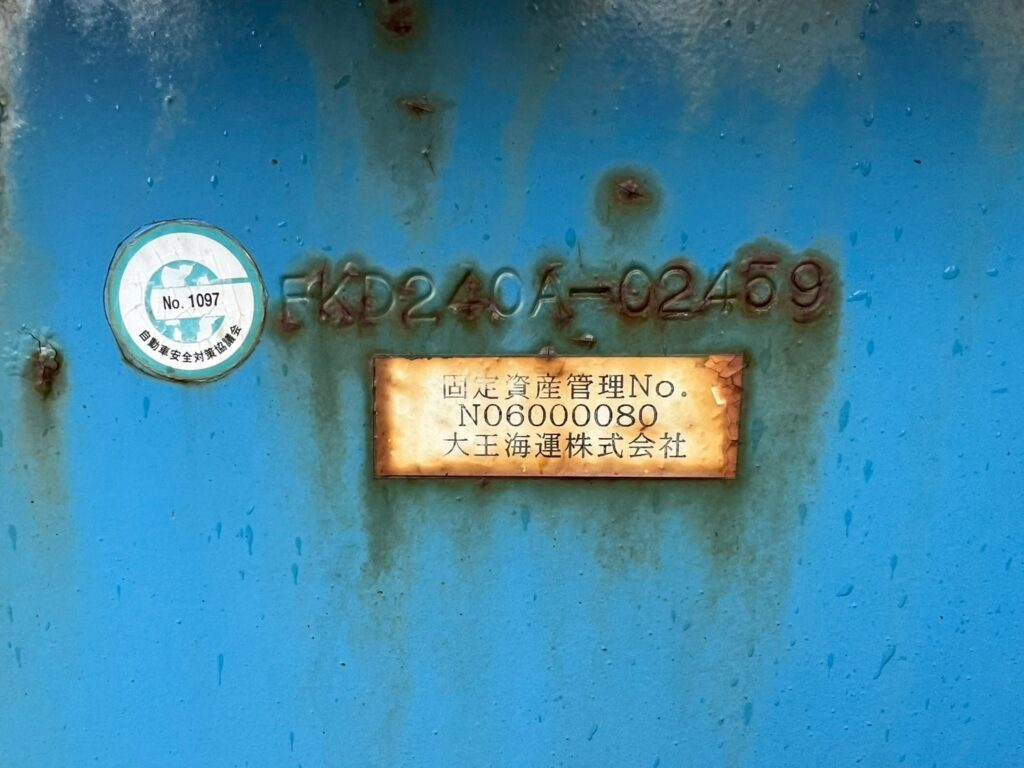 No. 1097
自動車安全対策協議会
FKD240A-02459
固定資産管理No.
N06000080
大王海運株式会社